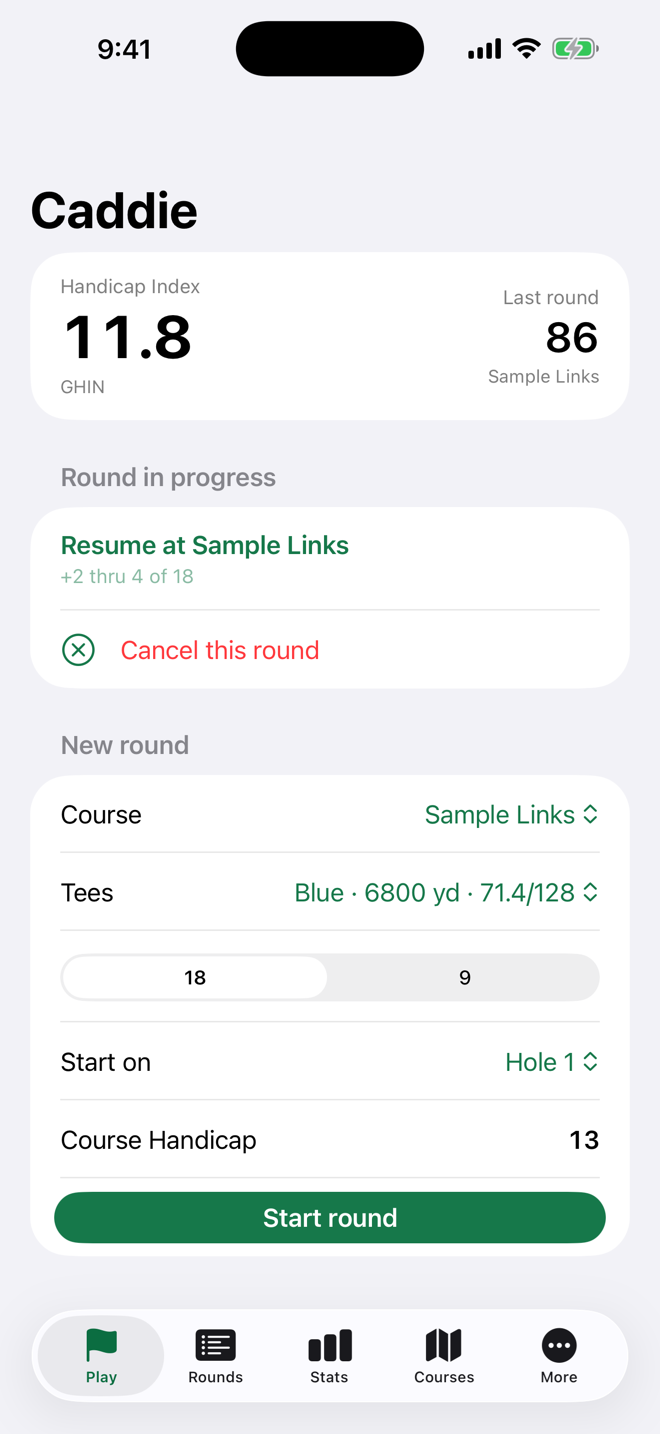 9:41
Caddie
Handicap Index
11.8
GHIN
Last round
86
Sample Links
Round in progress
Resume at Sample Links
+2 thru 4 of 18
Cancel this round
New round
Course Sample Links
Tees Blue · 6800 yd · 71.4/128
18 9
Start on Hole 1
Course Handicap 13
Start round
Play Rounds Stats Courses More